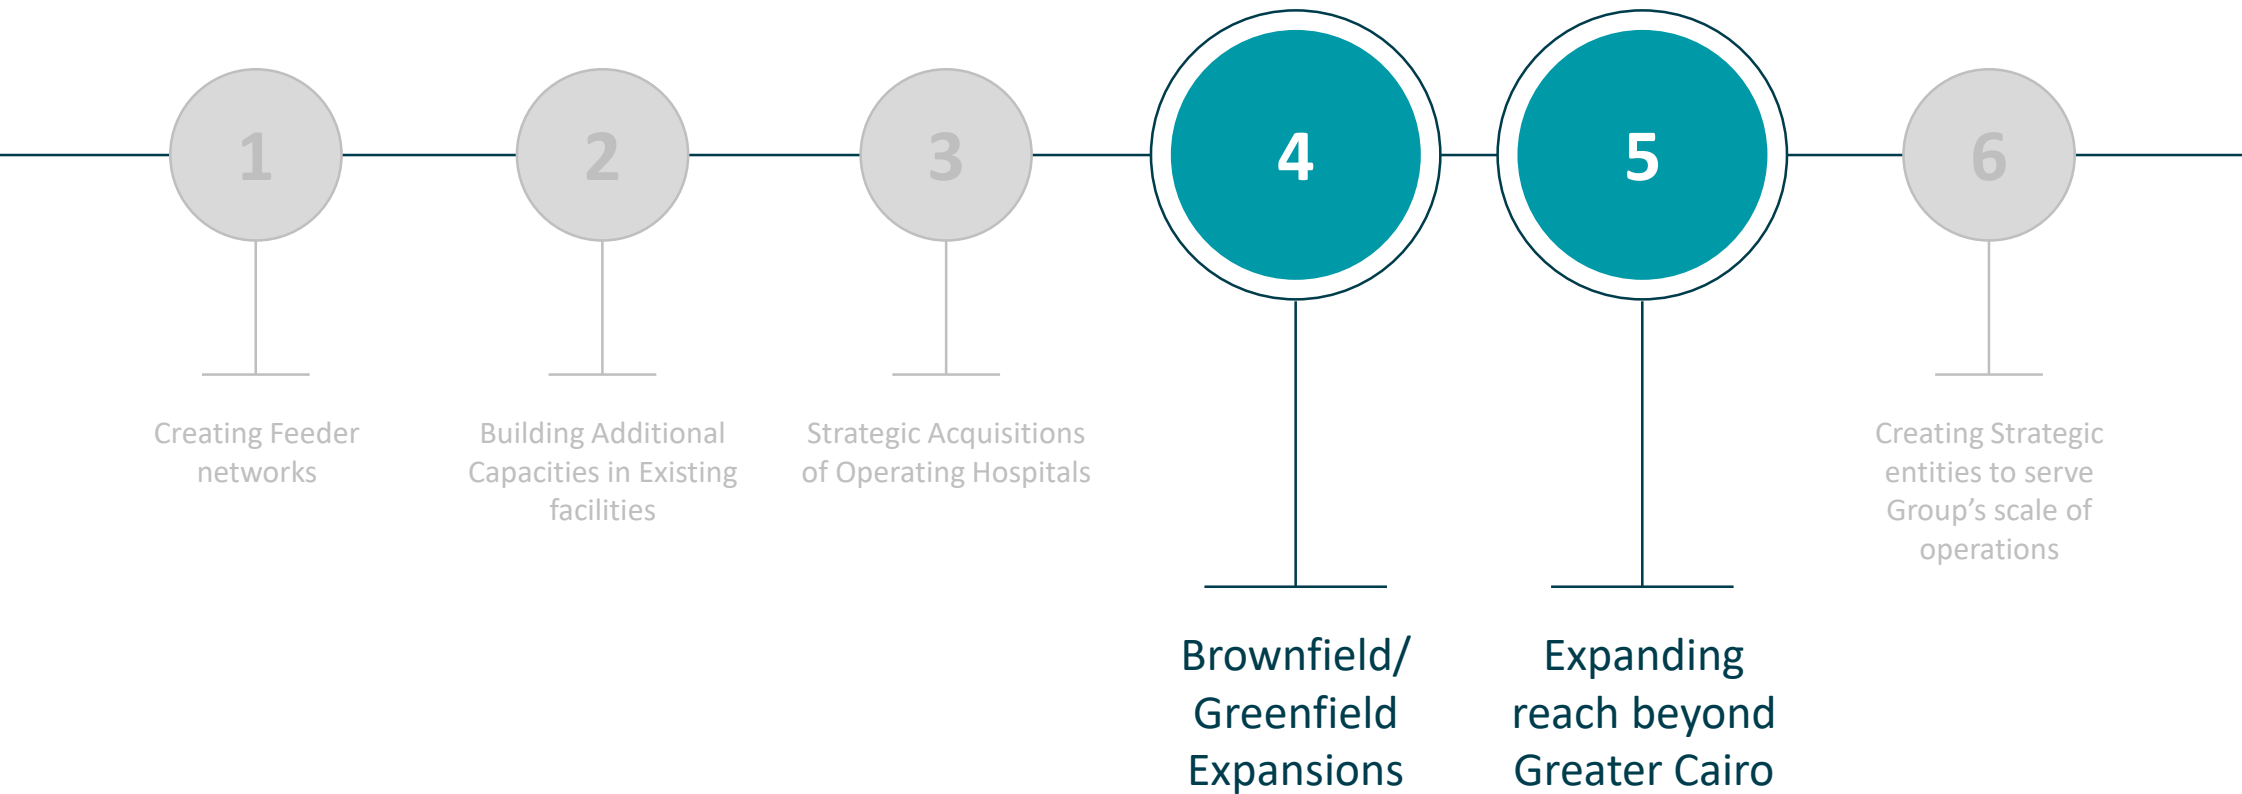 1
2
3
4
5
6
Creating Feeder
networks
Building Additional
Capacities in Existing
facilities
Strategic Acquisitions
of Operating Hospitals
Brownfield/
Greenfield
Expansions
Expanding
reach beyond
Greater Cairo
Creating Strategic
entities to serve
Group’s scale of
operations